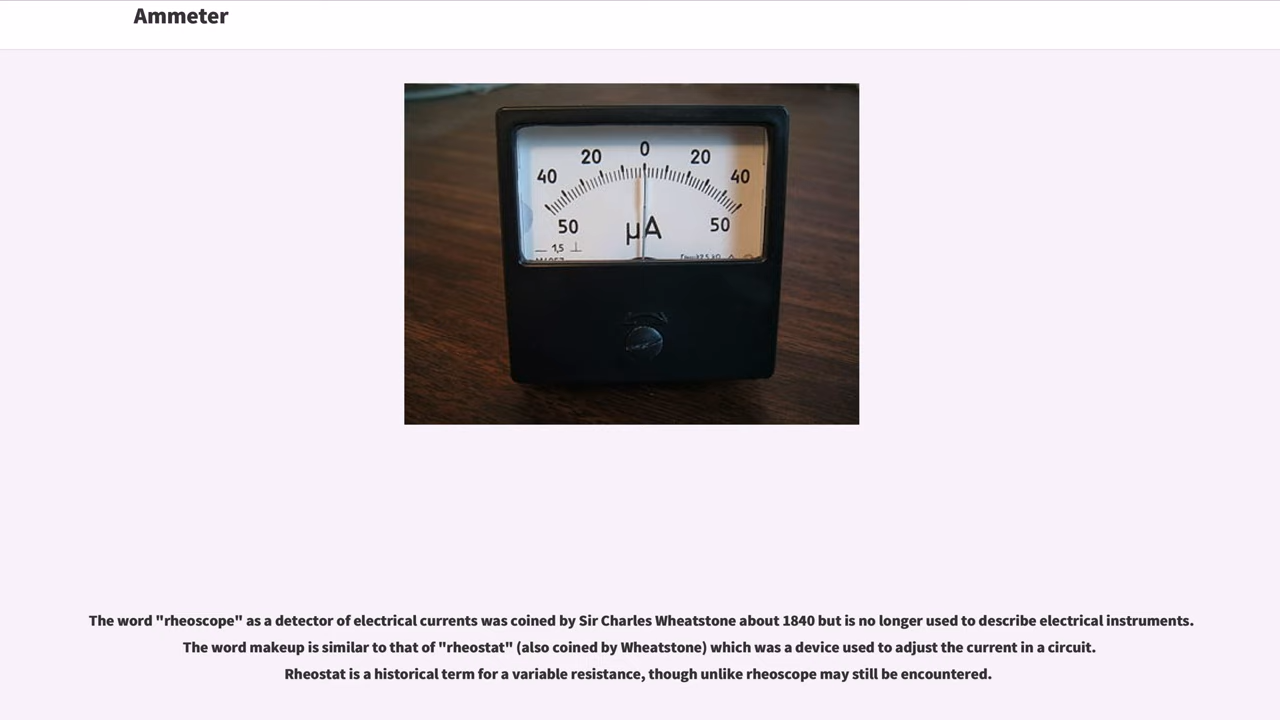 Ammeter
20 0 20
40 40
50 µA 50
1,5
The word "rheoscope" as a detector of electrical currents was coined by Sir Charles Wheatstone about 1840 but is no longer used to describe electrical instruments.
The word makeup is similar to that of "rheostat" (also coined by Wheatstone) which was a device used to adjust the current in a circuit.
Rheostat is a historical term for a variable resistance, though unlike rheoscope may still be encountered.